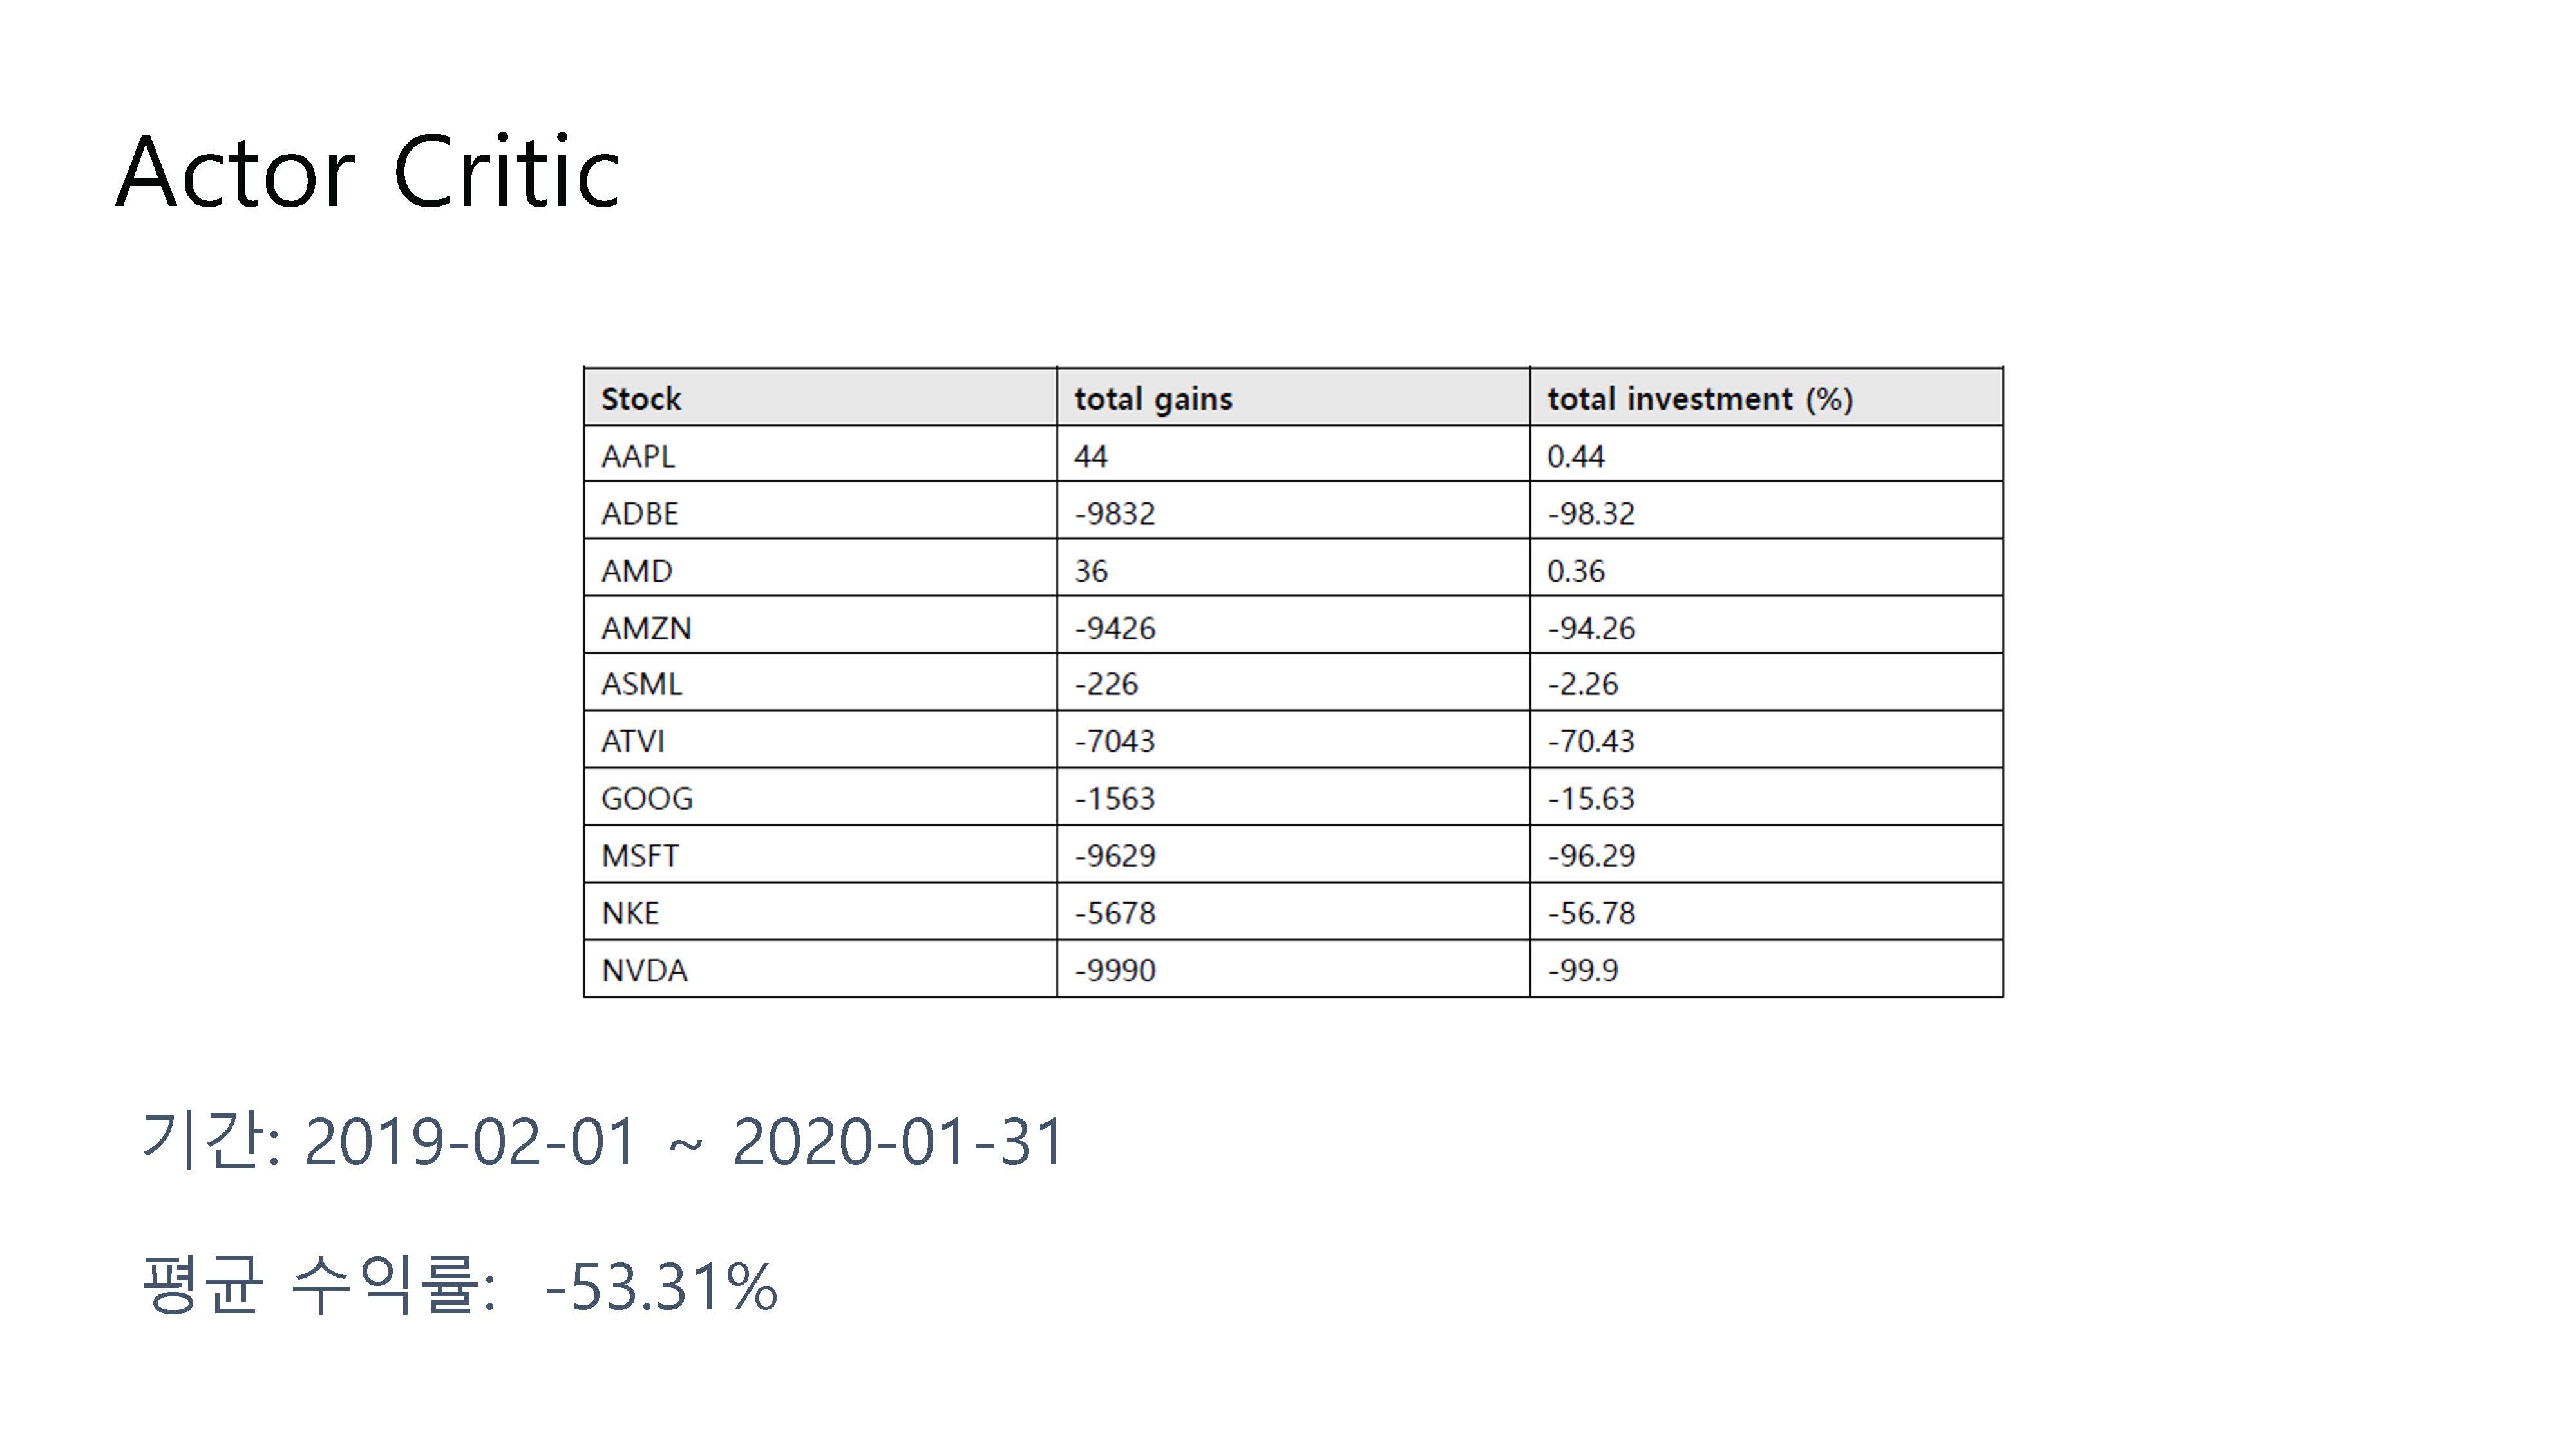 Actor Critic
Stock total gains total investment (%)
AAPL 44 0.44
ADBE -9832 -98.32
AMD 36 0.36
AMZN -9426 -94.26
ASML -226 -2.26
ATVI -7043 -70.43
GOOG -1563 -15.63
MSFT -9629 -96.29
NKE -5678 -56.78
NVDA -9990 -99.9
기간: 2019-02-01 ~ 2020-01-31
평균 수익률: -53.31%